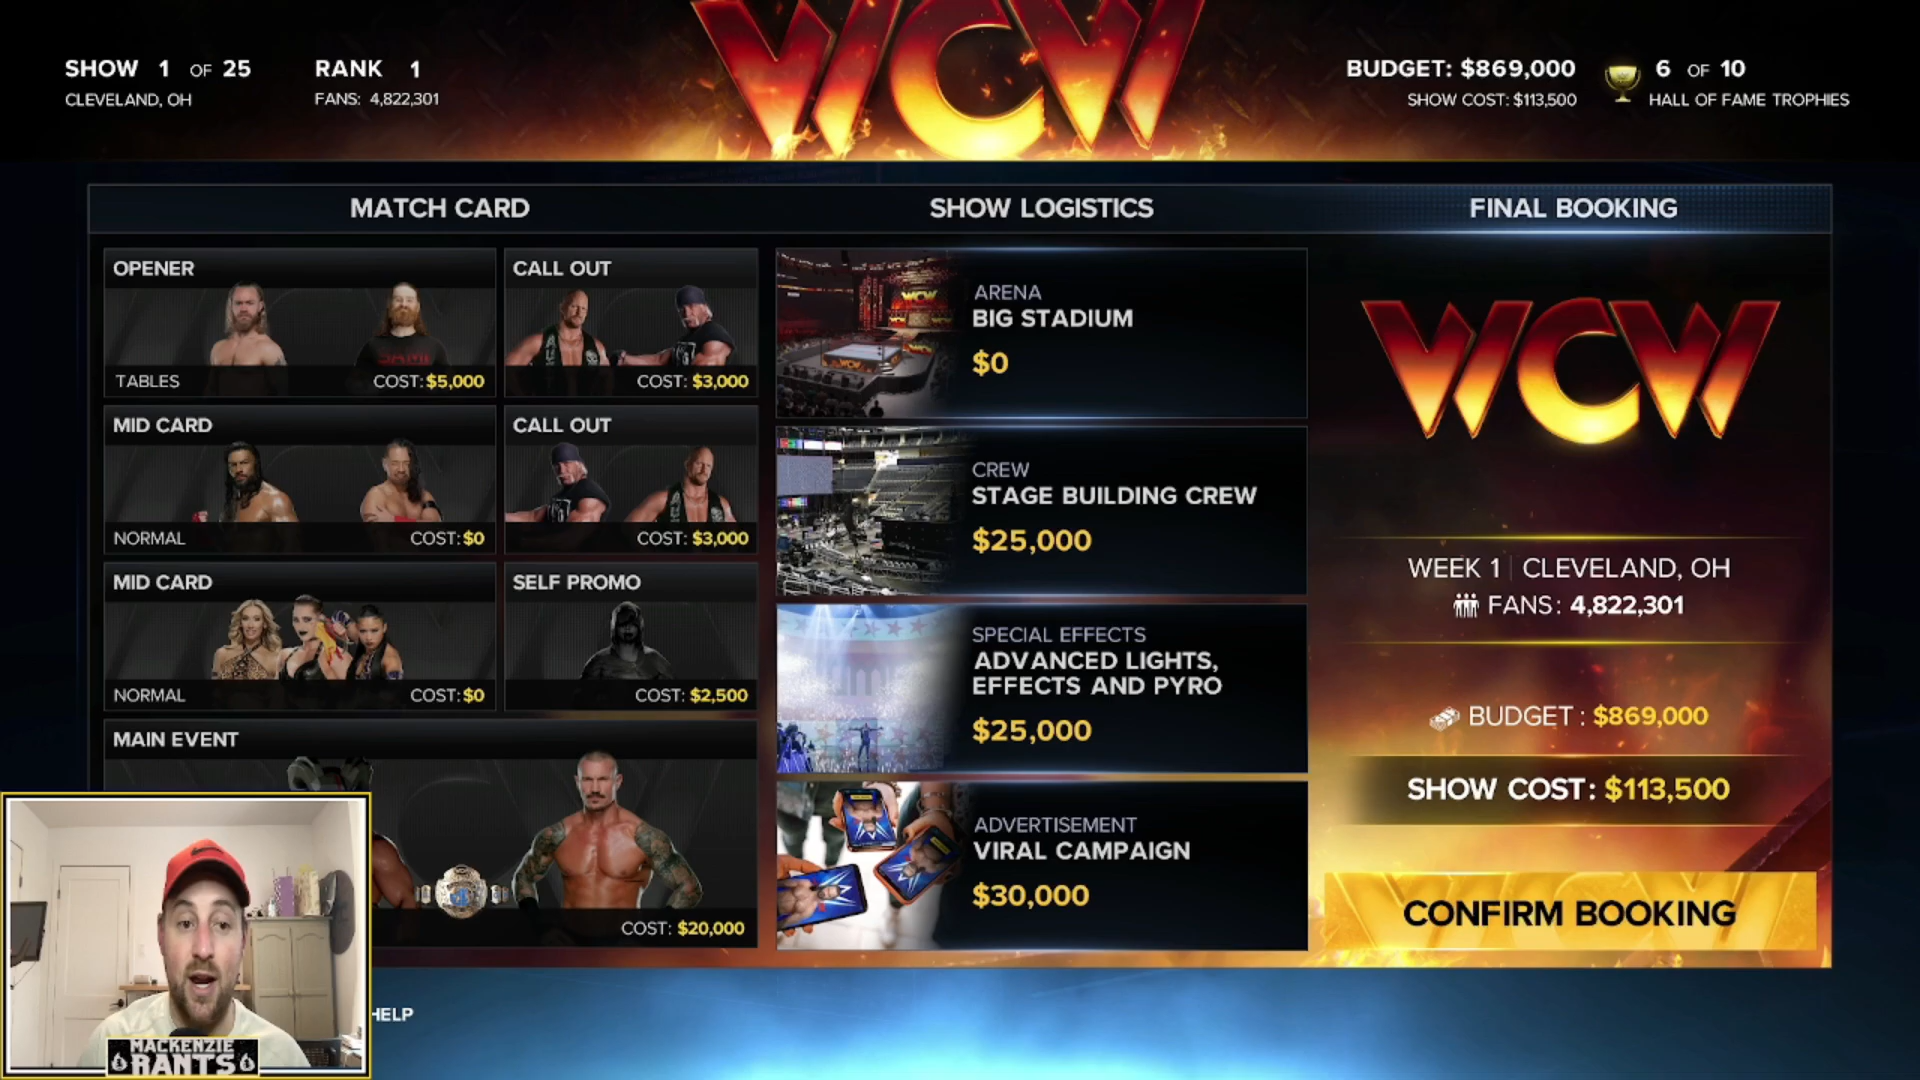 SHOW 1 OF 25
CLEVELAND, OH
RANK 1
FANS: 4,822,301
WCW
BUDGET: $869,000
SHOW COST: $113,500
6 OF 10
HALL OF FAME TROPHIES
MATCH CARD
SHOW LOGISTICS
FINAL BOOKING
OPENER
TABLES
COST: $5,000
CALL OUT
COST: $3,000
MID CARD
NORMAL
COST: $0
CALL OUT
COST: $3,000
MID CARD
NORMAL
COST: $0
SELF PROMO
COST: $2,500
MAIN EVENT
COST: $20,000
ARENA
BIG STADIUM
$0
CREW
STAGE BUILDING CREW
$25,000
SPECIAL EFFECTS
ADVANCED LIGHTS,
EFFECTS AND PYRO
$25,000
ADVERTISEMENT
VIRAL CAMPAIGN
$30,000
WCW
WEEK 1 | CLEVELAND, OH
FANS: 4,822,301
BUDGET : $869,000
SHOW COST: $113,500
CONFIRM BOOKING
HELP
MACKENZIE
RANTS